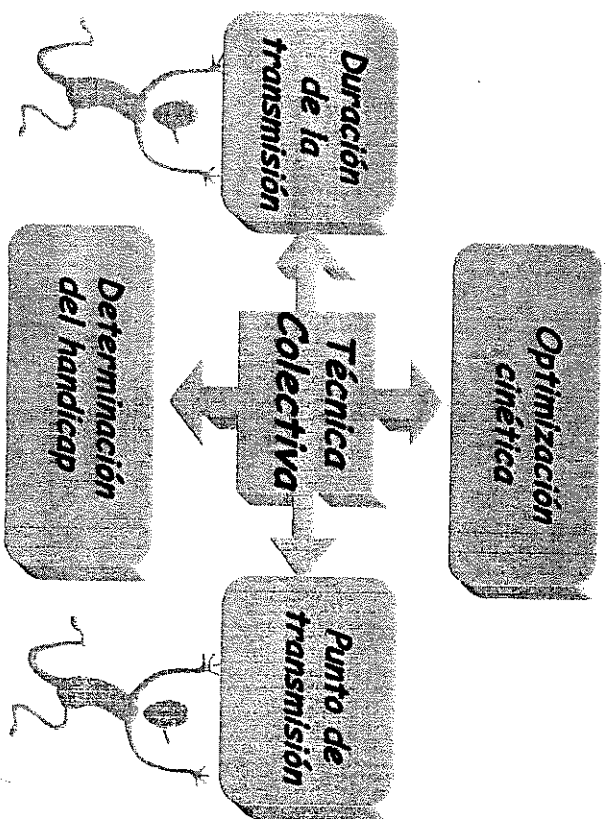 Optimización
cinética
Duración
de la
transmisión
Técnica
Colectiva
Punto de
transmisión
Determinación
del handicap